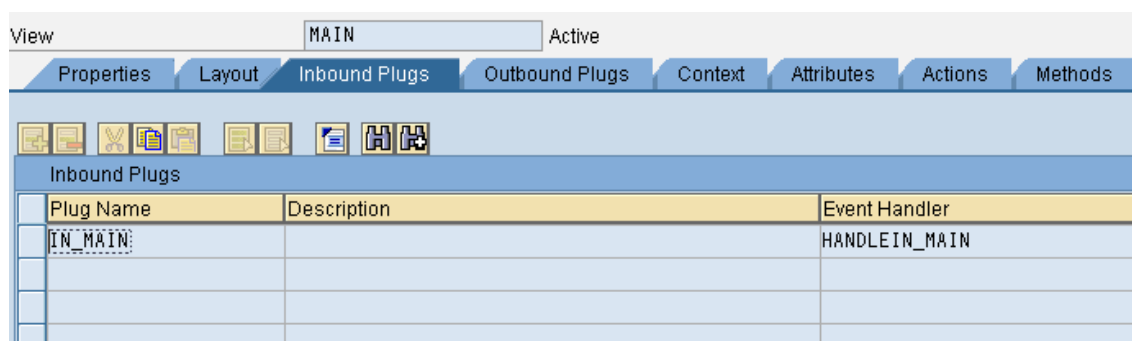 View MAIN Active
Properties Layout Inbound Plugs Outbound Plugs Context Attributes Actions Methods
Inbound Plugs
Plug Name Description Event Handler
IN_MAIN HANDLEIN_MAIN